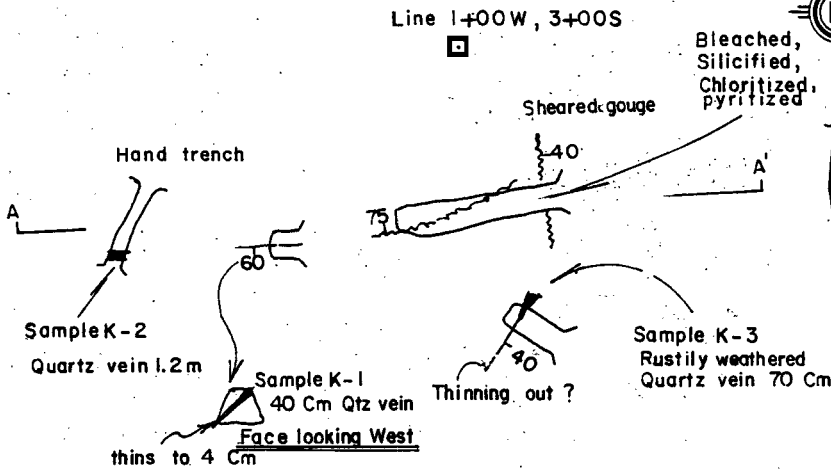 Line 1+00W, 3+00S
Bleached,
Silicified,
Chloritized,
pyritized
Sheared gouge
40
Hand trench
A
A'
75
60
Sample K-2
Quartz vein 1.2m
Sample K-1
40 Cm Qtz vein
Face looking West
thins to 4 Cm
40
Thinning out ?
Sample K-3
Rustily weathered
Quartz vein 70 Cm